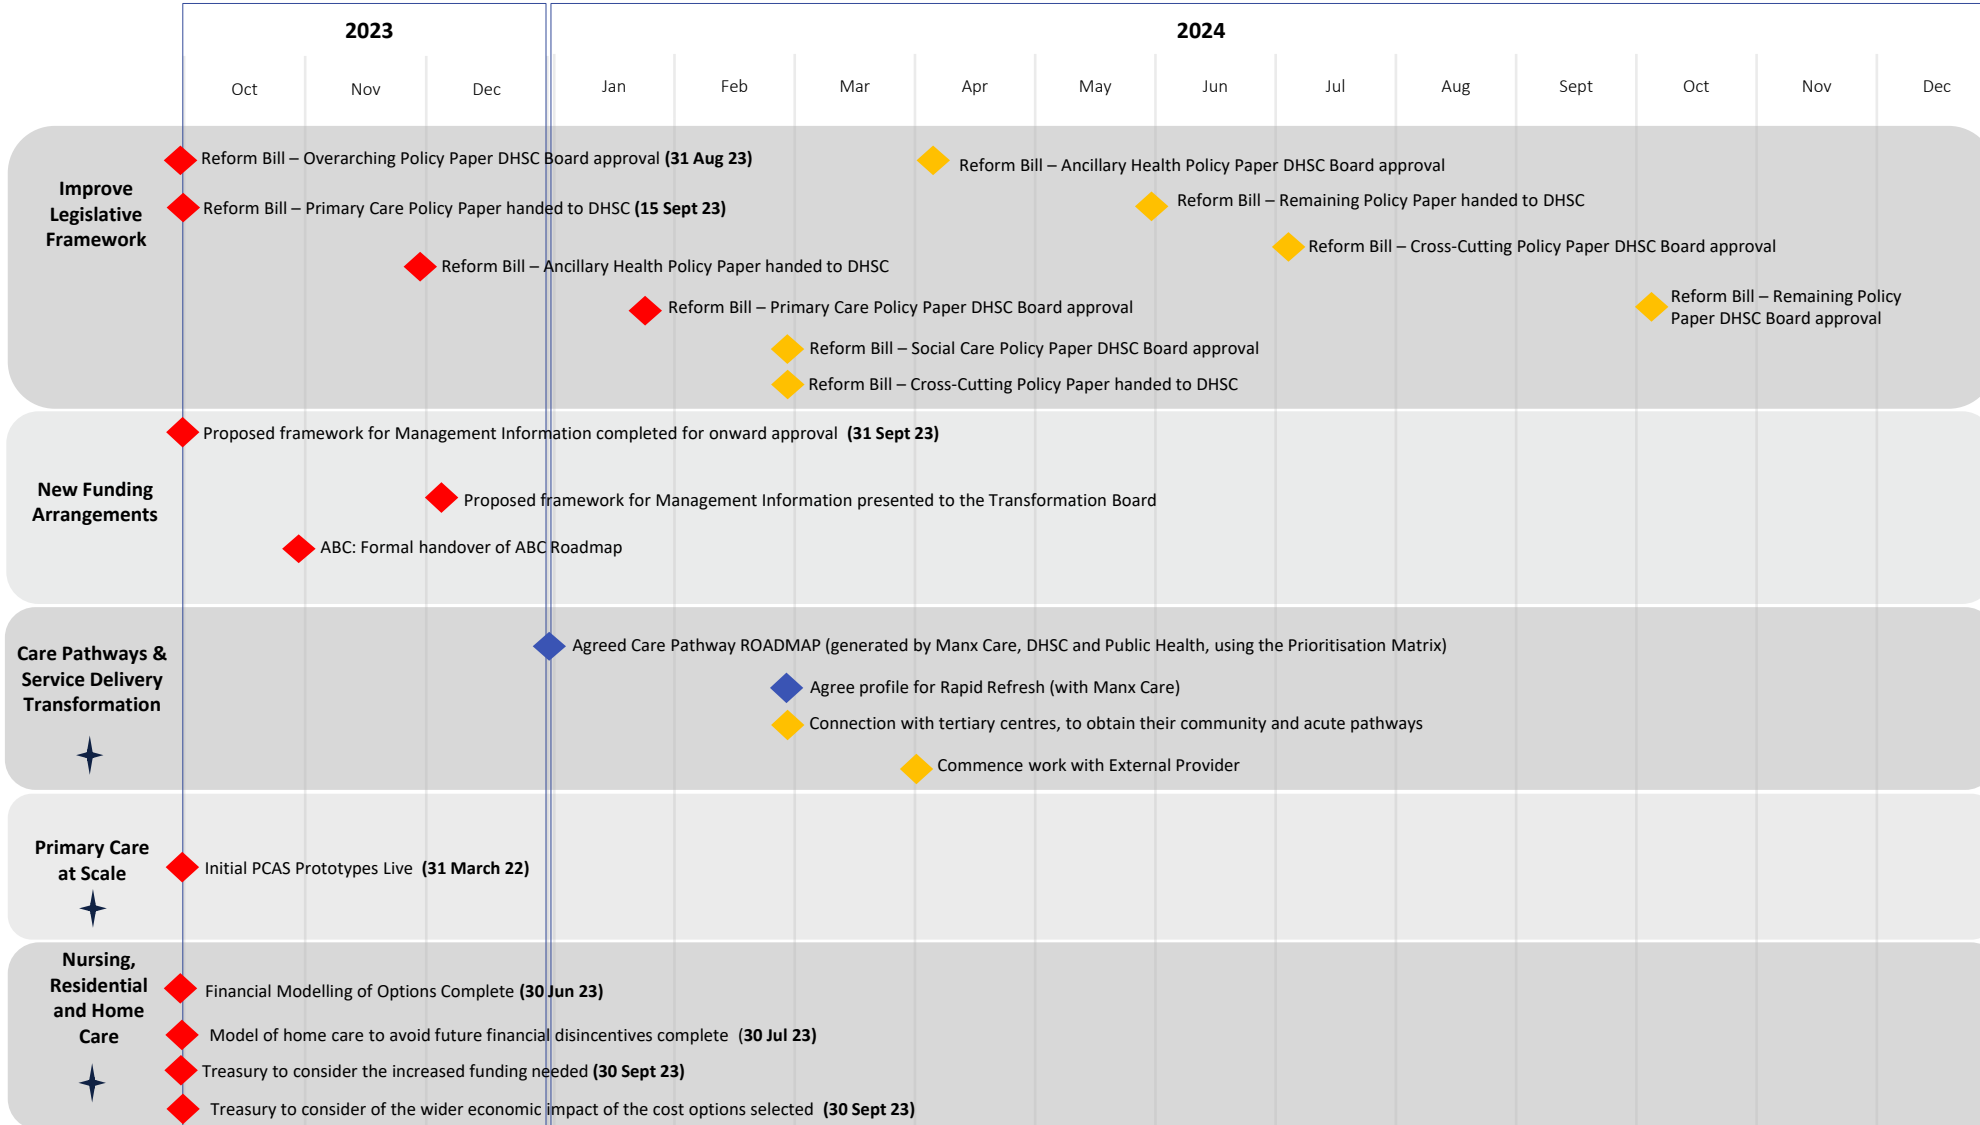 2023
2024
Oct
Nov
Dec
Jan
Feb
Mar
Apr
May
Jun
Jul
Aug
Sept
Oct
Nov
Dec
Improve
Legislative
Framework
Reform Bill – Overarching Policy Paper DHSC Board approval (31 Aug 23)
Reform Bill – Primary Care Policy Paper handed to DHSC (15 Sept 23)
Reform Bill – Ancillary Health Policy Paper handed to DHSC
Reform Bill – Primary Care Policy Paper DHSC Board approval
Reform Bill – Social Care Policy Paper DHSC Board approval
Reform Bill – Cross-Cutting Policy Paper handed to DHSC
Reform Bill – Ancillary Health Policy Paper DHSC Board approval
Reform Bill – Remaining Policy Paper handed to DHSC
Reform Bill – Cross-Cutting Policy Paper DHSC Board approval
Reform Bill – Remaining Policy
Paper DHSC Board approval
New Funding
Arrangements
Proposed framework for Management Information completed for onward approval (31 Sept 23)
Proposed framework for Management Information presented to the Transformation Board
ABC: Formal handover of ABC Roadmap
Care Pathways &
Service Delivery
Transformation
Agreed Care Pathway ROADMAP (generated by Manx Care, DHSC and Public Health, using the Prioritisation Matrix)
Agree profile for Rapid Refresh (with Manx Care)
Connection with tertiary centres, to obtain their community and acute pathways
Commence work with External Provider
Primary Care
at Scale
Initial PCAS Prototypes Live (31 March 22)
Nursing,
Residential
and Home
Care
Financial Modelling of Options Complete (30 Jun 23)
Model of home care to avoid future financial disincentives complete (30 Jul 23)
Treasury to consider the increased funding needed (30 Sept 23)
Treasury to consider of the wider economic impact of the cost options selected (30 Sept 23)